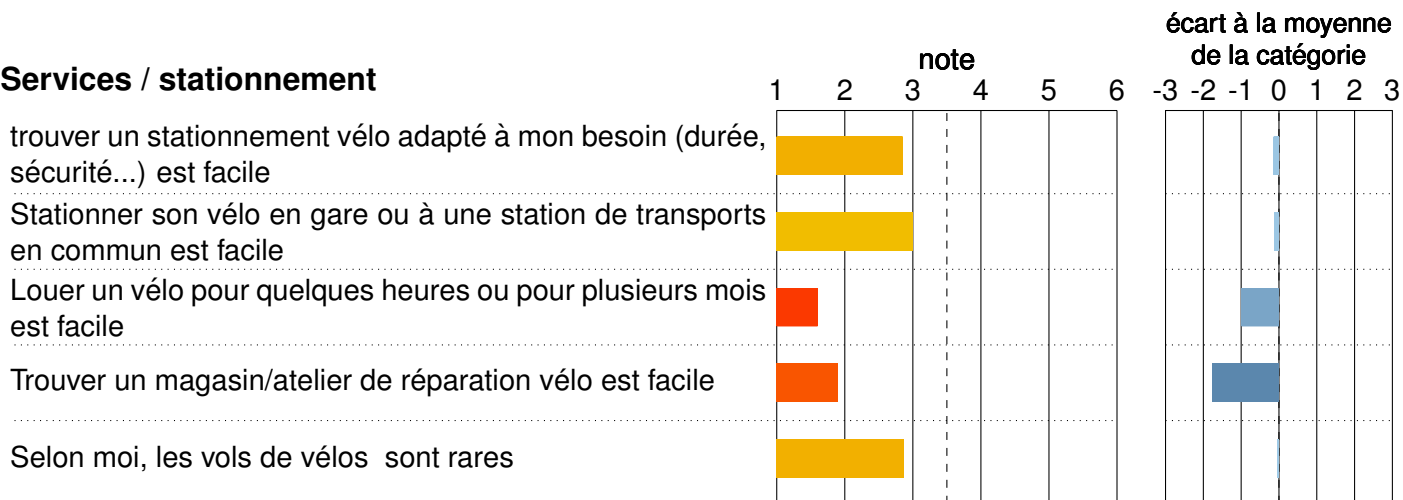 écart à la moyenne
note
de la catégorie
Services / stationnement
1 2 3 4 5 6 -3 -2 -1 0 1 2 3
trouver un stationnement vélo adapté à mon besoin (durée,
sécurité...) est facile
Stationner son vélo en gare ou à une station de transports
en commun est facile
Louer un vélo pour quelques heures ou pour plusieurs mois
est facile
Trouver un magasin/atelier de réparation vélo est facile
Selon moi, les vols de vélos sont rares